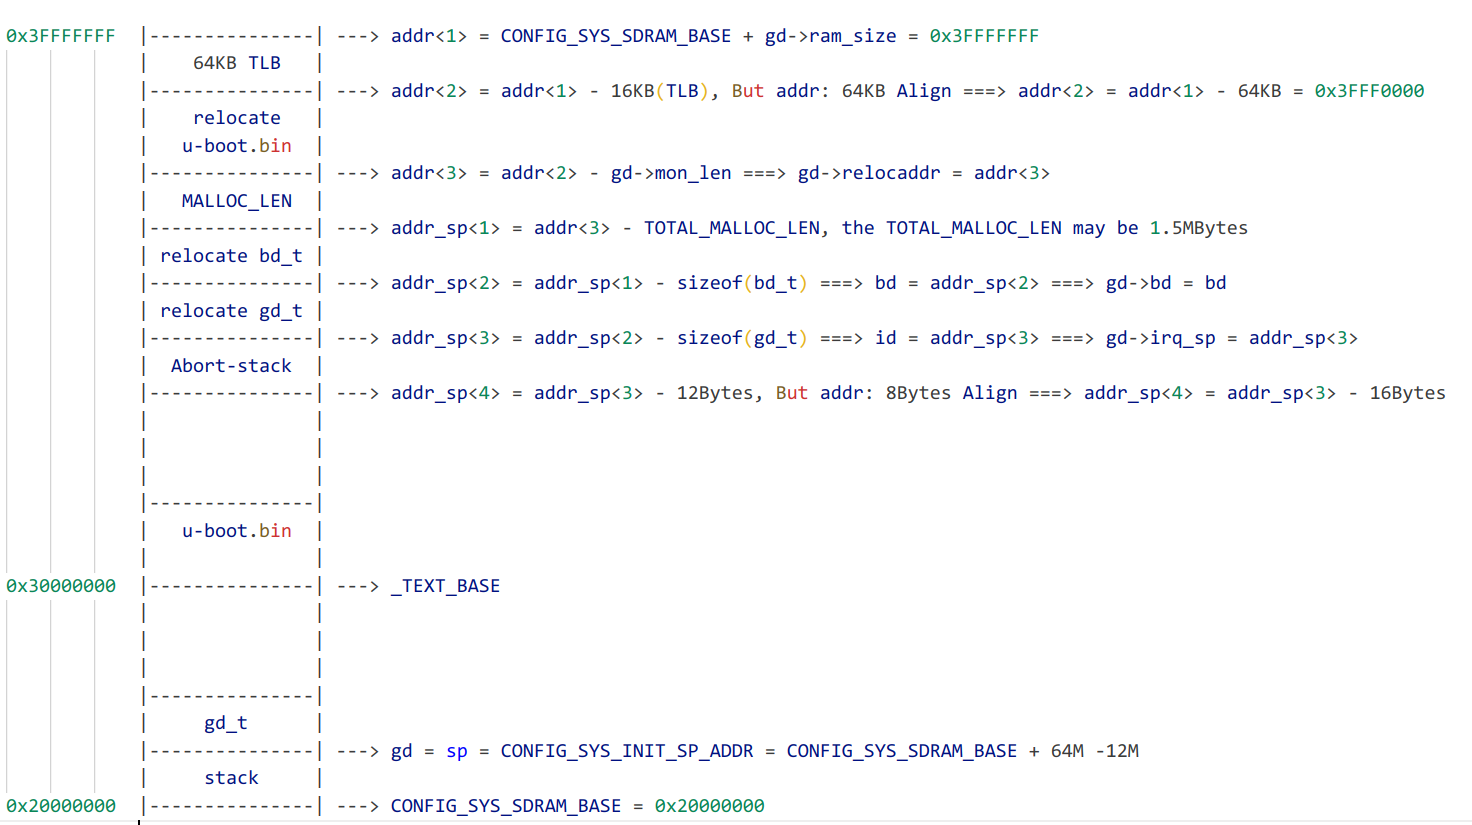 0x3FFFFFFF |---------------| ---> addr<1> = CONFIG_SYS_SDRAM_BASE + gd->ram_size = 0x3FFFFFFF
| 64KB TLB |
|---------------| ---> addr<2> = addr<1> - 16KB(TLB), But addr: 64KB Align ===> addr<2> = addr<1> - 64KB = 0x3FFF0000
| relocate |
| u-boot.bin |
|---------------| ---> addr<3> = addr<2> - gd->mon_len ===> gd->relocaddr = addr<3>
| MALLOC_LEN |
|---------------| ---> addr_sp<1> = addr<3> - TOTAL_MALLOC_LEN, the TOTAL_MALLOC_LEN may be 1.5MBytes
| relocate bd_t |
|---------------| ---> addr_sp<2> = addr_sp<1> - sizeof(bd_t) ===> bd = addr_sp<2> ===> gd->bd = bd
| relocate gd_t |
|---------------| ---> addr_sp<3> = addr_sp<2> - sizeof(gd_t) ===> id = addr_sp<3> ===> gd->irq_sp = addr_sp<3>
| Abort-stack |
|---------------| ---> addr_sp<4> = addr_sp<3> - 12Bytes, But addr: 8Bytes Align ===> addr_sp<4> = addr_sp<3> - 16Bytes
| |
| |
| |
|---------------|
| u-boot.bin |
| |
0x30000000 |---------------| ---> _TEXT_BASE
| |
| |
| |
|---------------|
| gd_t |
|---------------| ---> gd = sp = CONFIG_SYS_INIT_SP_ADDR = CONFIG_SYS_SDRAM_BASE + 64M -12M
| stack |
0x20000000 |---------------| ---> CONFIG_SYS_SDRAM_BASE = 0x20000000